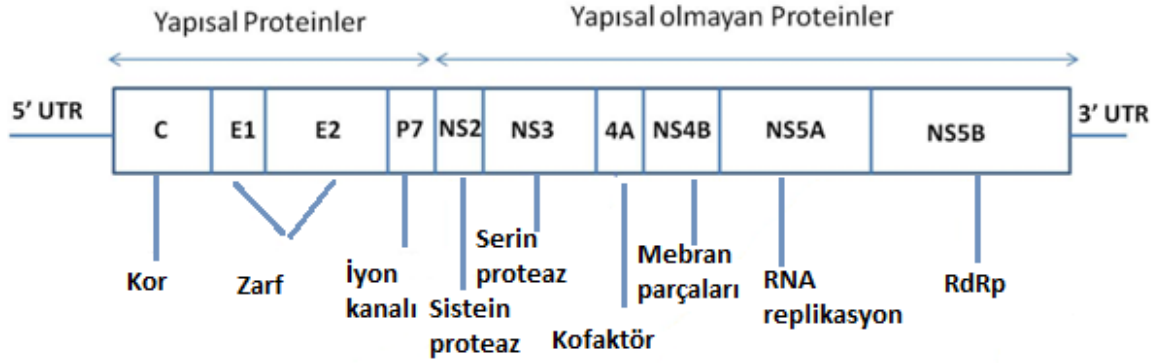 Yapısal Proteinler
Yapısal olmayan Proteinler
5′ UTR
C
E1
E2
P7
NS2
NS3
4A
NS4B
NS5A
NS5B
3′ UTR
Kor
Zarf
İyon
kanalı
Sistein
proteaz
Serin
proteaz
Kofaktör
Mebran
parçaları
RNA
replikasyon
RdRp